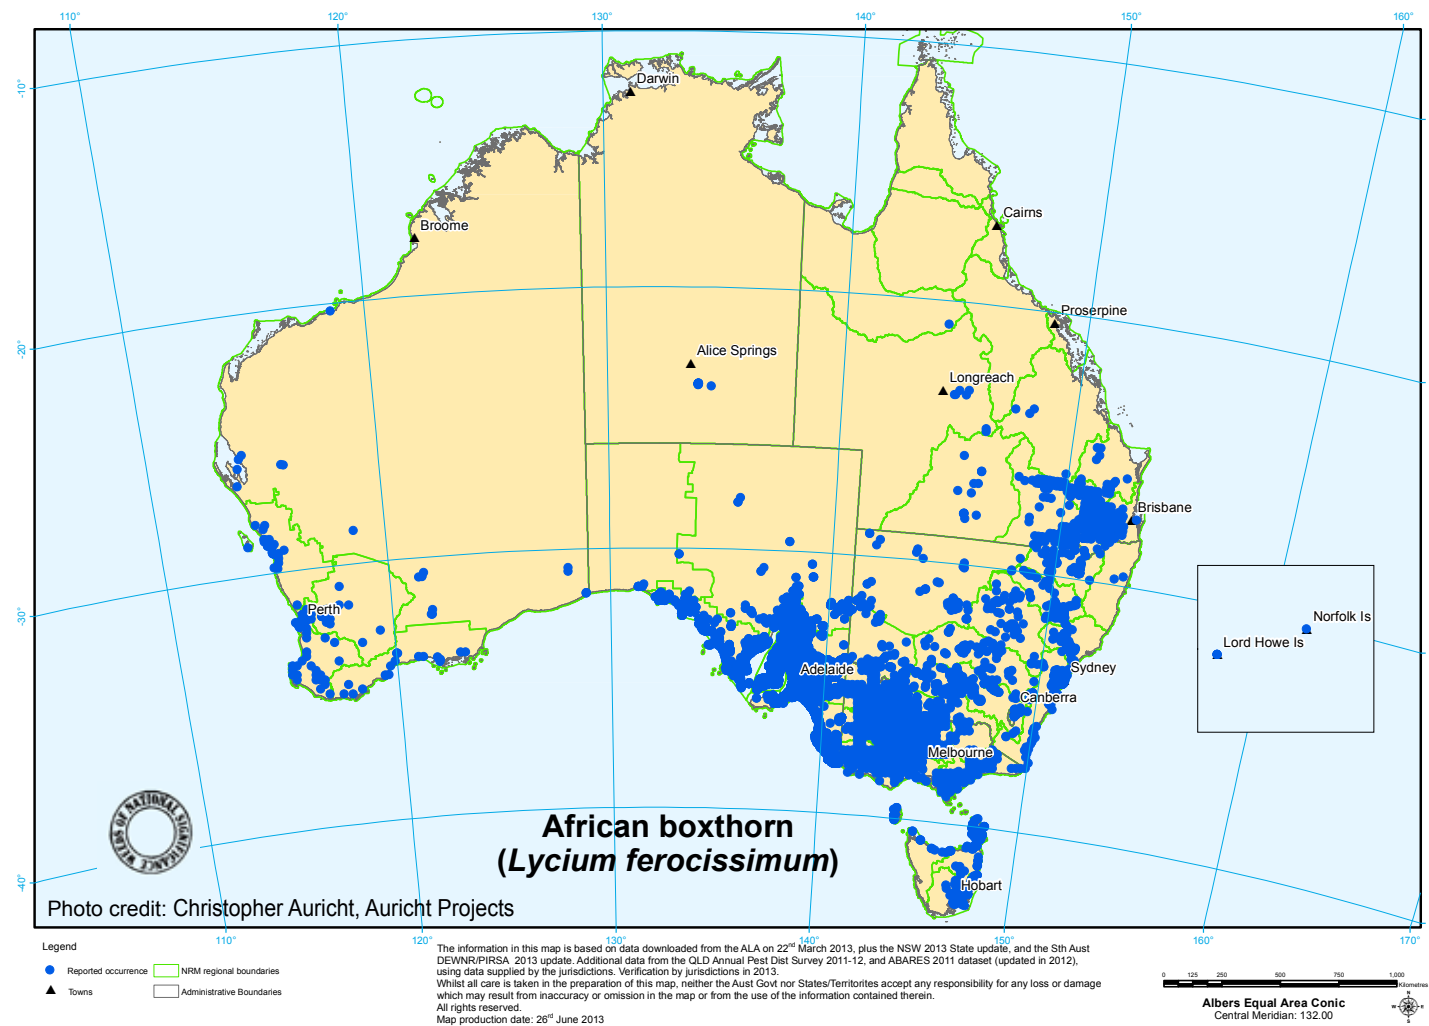 110°
120°
130°
140°
150°
160°
-10°
-20°
-30°
-40°
Darwin
Broome
Cairns
Proserpine
Alice Springs
Longreach
Brisbane
Perth
Adelaide
Sydney
Canberra
Melbourne
Hobart
Norfolk Is
Lord Howe Is
WEEDS OF NATIONAL SIGNIFICANCE
African boxthorn
(Lycium ferocissimum)
Photo credit: Christopher Auricht, Auricht Projects
110°
120°
130°
140°
150°
160°
170°
Legend
Reported occurrence
NRM regional boundaries
Towns
Administrative Boundaries
The information in this map is based on data downloaded from the ALA on 22nd March 2013, plus the NSW 2013 State update, and the Sth Aust
DEWNR/PIRSA 2013 update. Additional data from the QLD Annual Pest Dist Survey 2011-12, and ABARES 2011 dataset (updated in 2012),
using data supplied by the jurisdictions. Verification by jurisdictions in 2013.
Whilst all care is taken in the preparation of this map, neither the Aust Govt nor States/Territorites accept any responsibility for any loss or damage
which may result from inaccuracy or omission in the map or from the use of the information contained therein.
All rights reserved.
Map production date: 26rd June 2013
0 125 250 500 750 1,000
Kilometres
Albers Equal Area Conic
Central Meridian: 132.00
N
W E
S